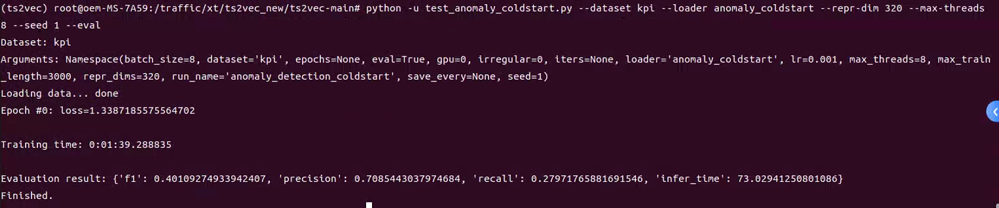 (ts2vec) root@oem-MS-7A59:/traffic/xt/ts2vec_new/ts2vec-main# python -u test_anomaly_coldstart.py --dataset kpi --loader anomaly_coldstart --repr-dim 320 --max-threads
8 --seed 1 --eval
Dataset: kpi
Arguments: Namespace(batch_size=8, dataset='kpi', epochs=None, eval=True, gpu=0, irregular=0, iters=None, loader='anomaly_coldstart', lr=0.001, max_threads=8, max_train
_length=3000, repr_dims=320, run_name='anomaly_detection_coldstart', save_every=None, seed=1)
Loading data... done
Epoch #0: loss=1.3387185575564702
Training time: 0:01:39.288835
Evaluation result: {'f1': 0.40109274933942407, 'precision': 0.7085443037974684, 'recall': 0.27971765881691546, 'infer_time': 73.02941250801086}
Finished.